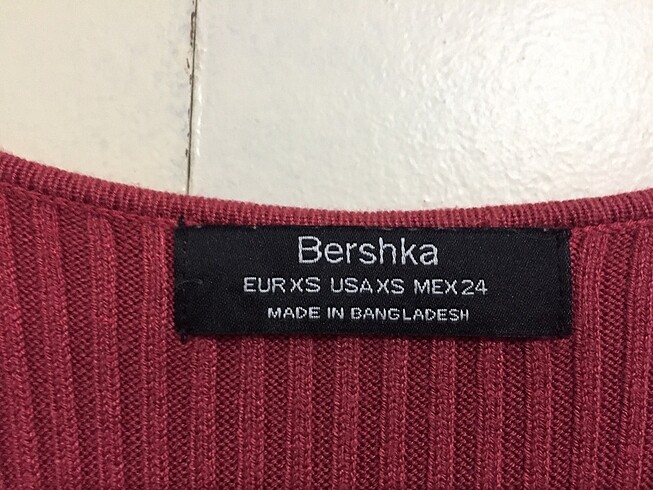 Bershka
EUR XS USA XS MEX 24
MADE IN BANGLADESH